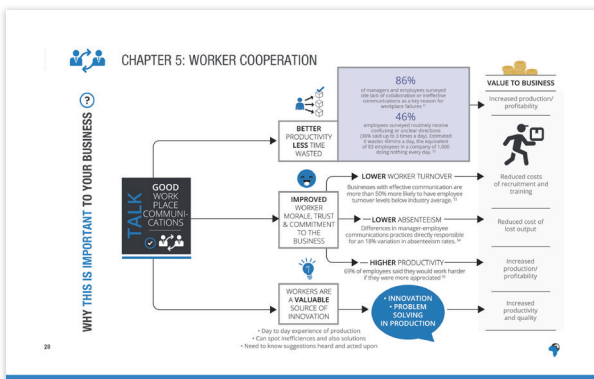 CHAPTER 5: WORKER COOPERATION
WHY THIS IS IMPORTANT TO YOUR BUSINESS ?
TALK
GOOD
WORK
PLACE
COMMUNI-
CATIONS
BETTER
PRODUCTIVITY
LESS TIME
WASTED
86%
of managers and employees surveyed
cite lack of collaboration or ineffective
communications as a key reason for
workplace failures
46%
employees surveyed routinely receive
confusing or unclear directions
(36% said up to 3 times a day). Estimated
it wastes 40mins a day, the equivalent
of 83 employees in a company of 1,000
doing nothing every day.
IMPROVED
WORKER
MORALE, TRUST
& COMMITMENT
TO THE
BUSINESS
LOWER WORKER TURNOVER
Businesses with effective communication are
more than 50% more likely to have employee
turnover levels below industry average.
LOWER ABSENTEEISM
Differences in manager-employee
communications practices directly responsible
for an 18% variation in absenteeism rates.
HIGHER PRODUCTIVITY
69% of employees said they would work harder
if they were more appreciated
WORKERS ARE
A VALUABLE
SOURCE OF
INNOVATION
• Day to day experience of production
• Can spot inefficiences and also solutions
• Need to know suggestions heard and acted upon
• INNOVATION
• PROBLEM
SOLVING
IN PRODUCTION
VALUE TO BUSINESS
Increased production/
profitability
Reduced costs
of recruitment and
training
Reduced cost of
lost output
Increased
production/
profitability
Increased
productivity
and quality
28